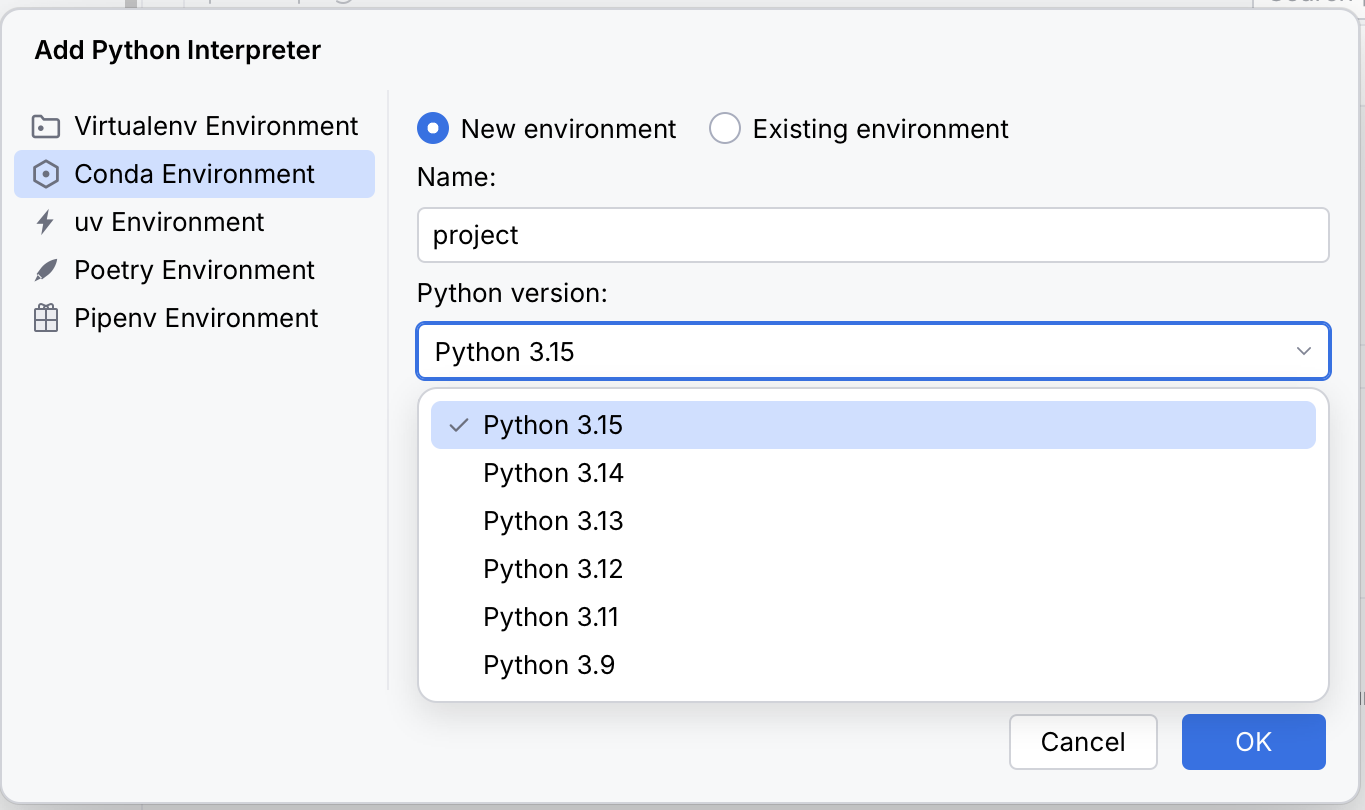 Add Python Interpreter
Virtualenv Environment
Conda Environment
uv Environment
Poetry Environment
Pipenv Environment
New environment
Existing environment
Name:
project
Python version:
Python 3.15
Python 3.15
Python 3.14
Python 3.13
Python 3.12
Python 3.11
Python 3.9
Cancel
OK